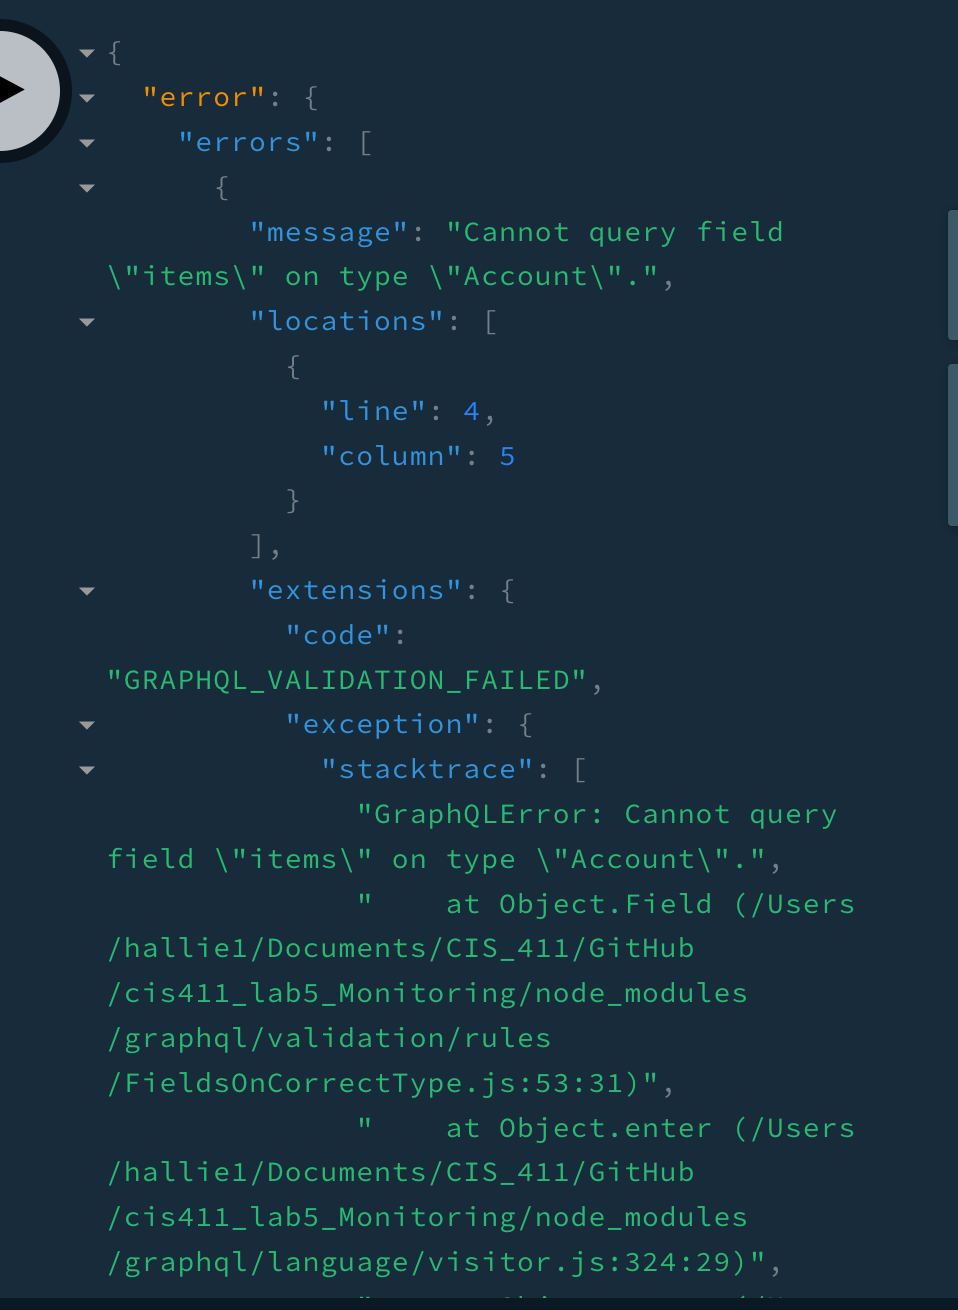 {
"error": {
"errors": [
{
"message": "Cannot query field
\"items\" on type \"Account\".",
"locations": [
{
"line": 4,
"column": 5
}
],
"extensions": {
"code":
"GRAPHQL_VALIDATION_FAILED",
"exception": {
"stacktrace": [
"GraphQLError: Cannot query
field \"items\" on type \"Account\".",
"    at Object.Field (/Users
/hallie1/Documents/CIS_411/GitHub
/cis411_lab5_Monitoring/node_modules
/graphql/validation/rules
/FieldsOnCorrectType.js:53:31)",
"    at Object.enter (/Users
/hallie1/Documents/CIS_411/GitHub
/cis411_lab5_Monitoring/node_modules
/graphql/language/visitor.js:324:29)",